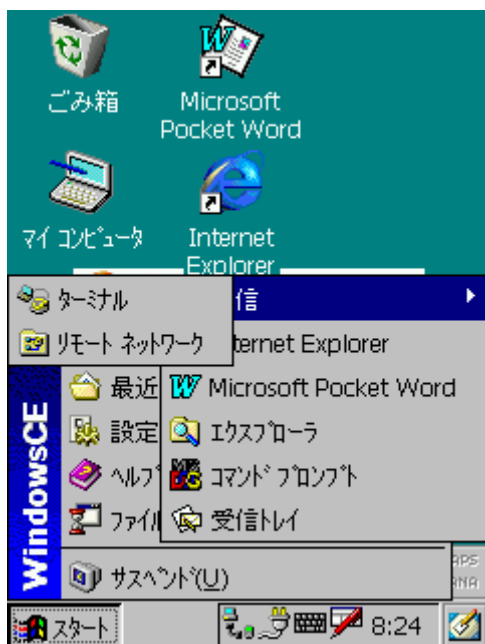 ごみ箱
Microsoft
Pocket Word
マイ コンピュータ
Internet
Explorer
ターミナル
信
リモート ネットワーク
ternet Explorer
最近
Microsoft Pocket Word
設定
エクスプローラ
ヘルプ
コマンド プロンプト
ファイル
受信トレイ
サスペンド(U)
WindowsCE
スタート
8:24